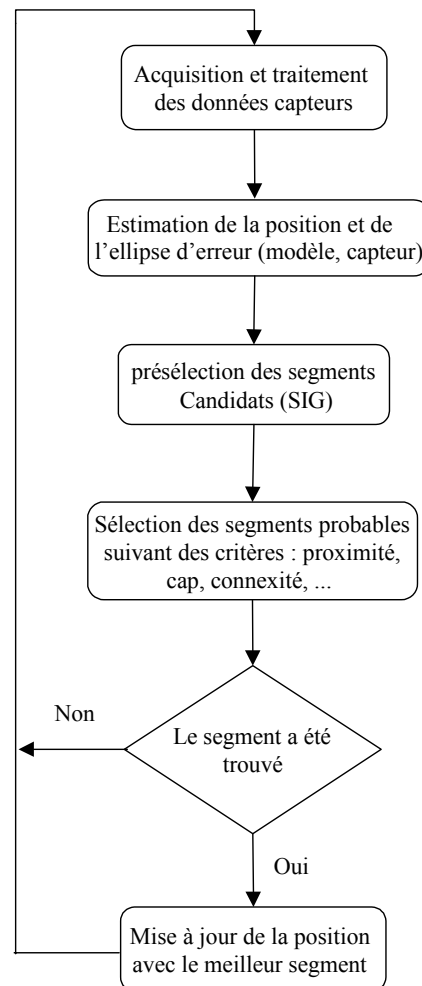 Acquisition et traitement
des données capteurs
Estimation de la position et de
l’ellipse d’erreur (modèle, capteur)
présélection des segments
Candidats (SIG)
Sélection des segments probables
suivant des critères : proximité,
cap, connexité, ...
Non
Le segment a été
trouvé
Oui
Mise à jour de la position
avec le meilleur segment